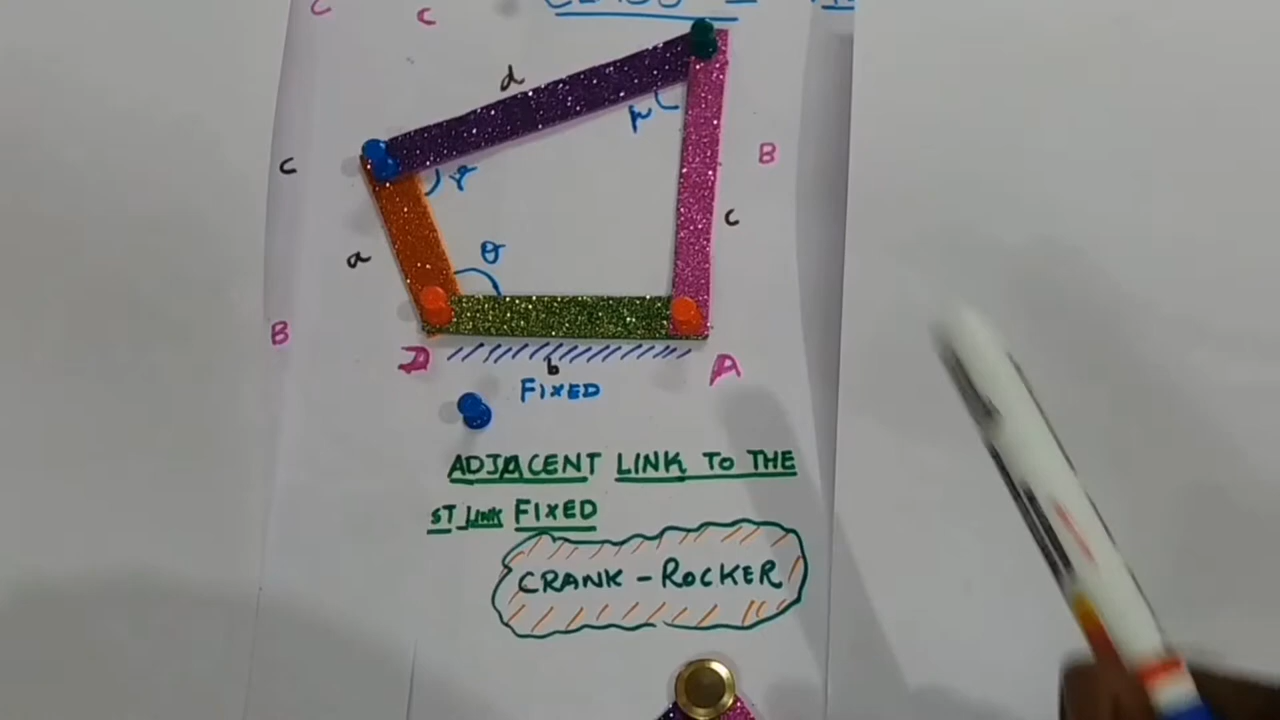 C C
d
μ
C B
φ
C
θ
a
B
D A
b
FIXED
ADJACENT LINK TO THE
ST LINK FIXED
CRANK - ROCKER